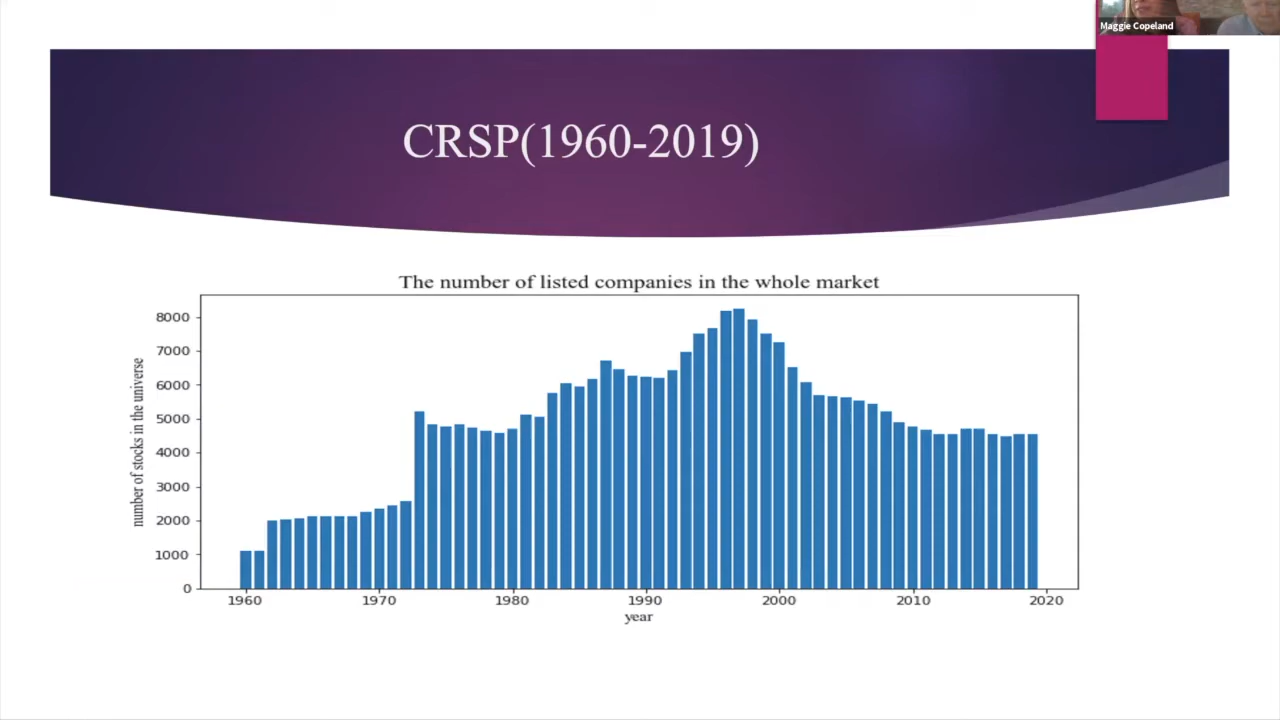 Maggie Copeland
CRSP(1960-2019)
The number of listed companies in the whole market
number of stocks in the universe
8000
7000
6000
5000
4000
3000
2000
1000
0
1960 1970 1980 1990 2000 2010 2020
year